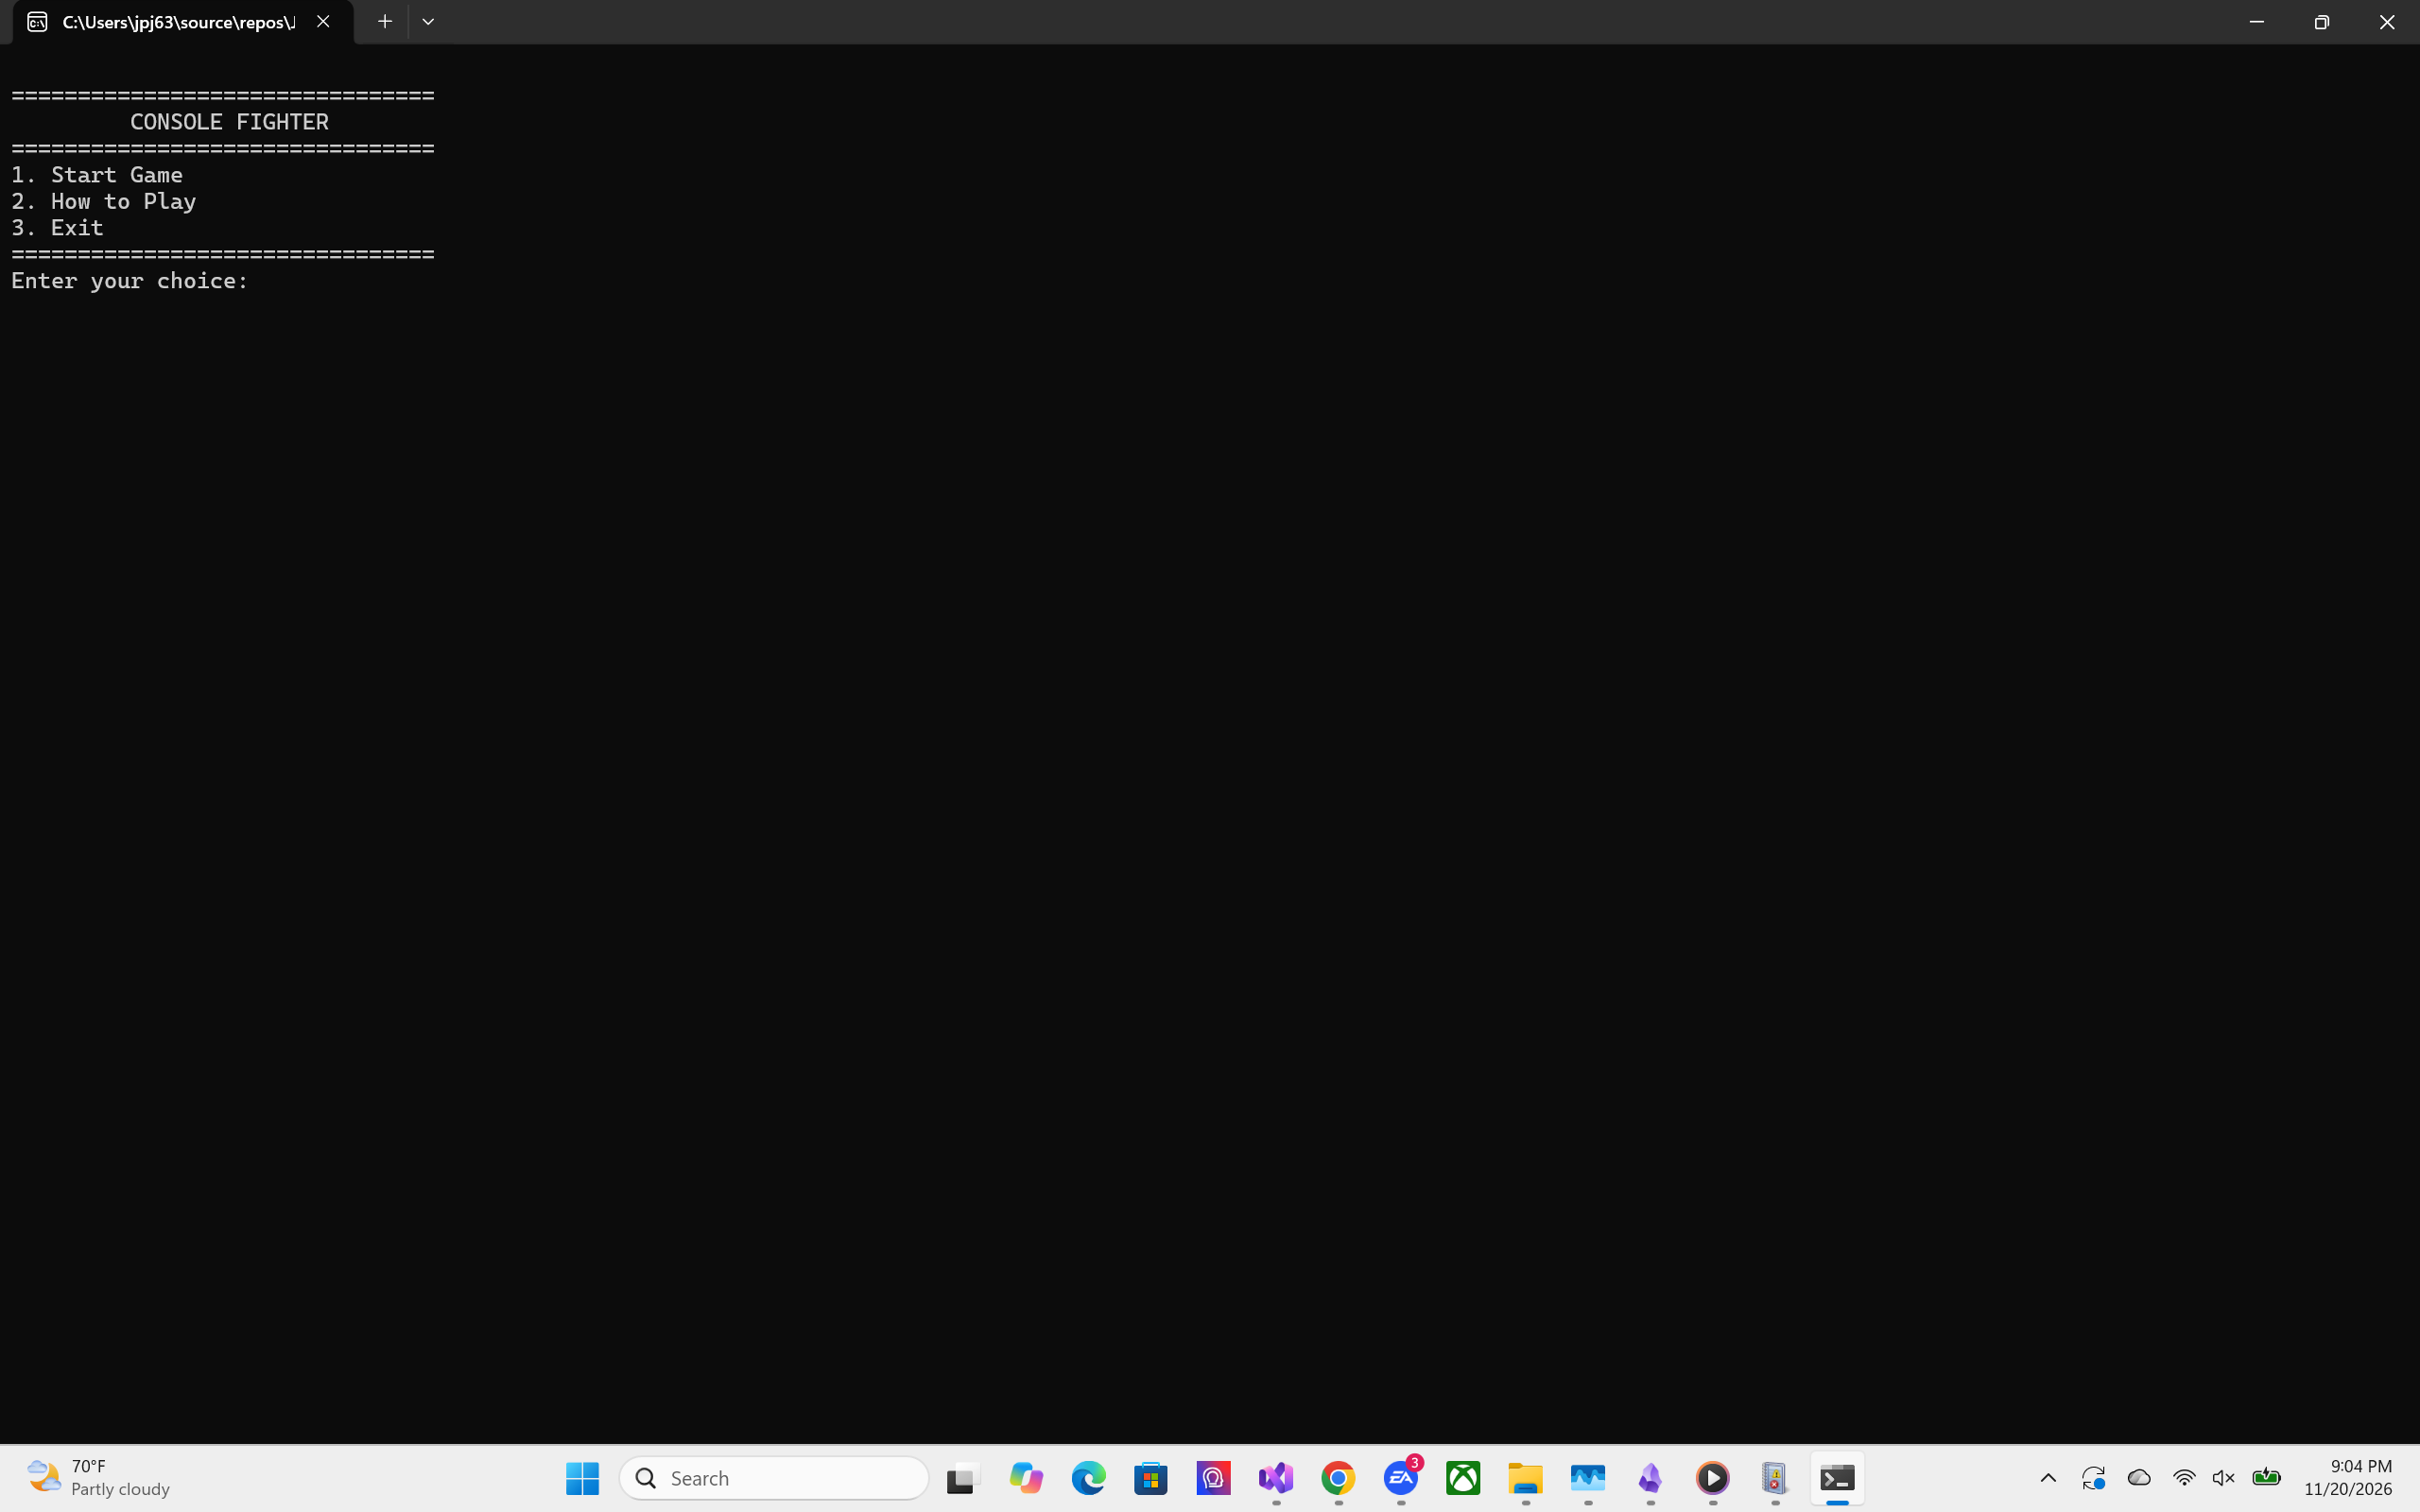 C:\Users\jpj63\source\repos\J
===============================
CONSOLE FIGHTER
===============================
1. Start Game
2. How to Play
3. Exit
===============================
Enter your choice:
70°F
Partly cloudy
Search
EA
3
9:04 PM
11/20/2026